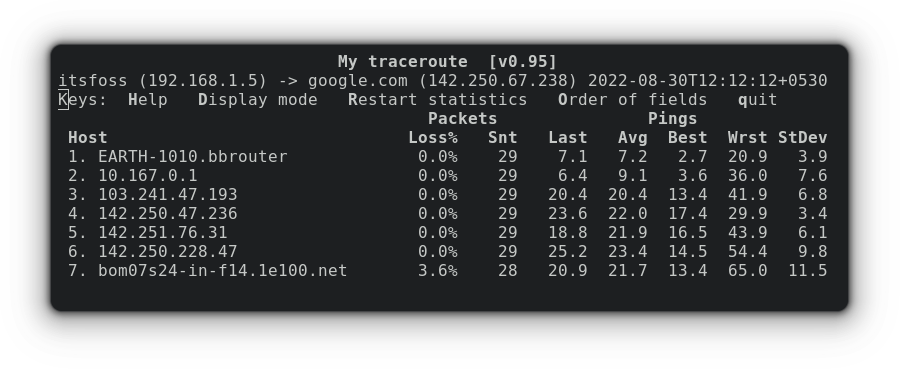 My traceroute  [v0.95]
itsfoss (192.168.1.5) -> google.com (142.250.67.238) 2022-08-30T12:12:12+0530
Keys:  Help   Display mode   Restart statistics   Order of fields   quit
                                     Packets               Pings
 Host                              Loss%   Snt   Last   Avg  Best  Wrst StDev
 1. EARTH-1010.bbrouter            0.0%    29    7.1   7.2   2.7  20.9   3.9
 2. 10.167.0.1                     0.0%    29    6.4   9.1   3.6  36.0   7.6
 3. 103.241.47.193                 0.0%    29   20.4  20.4  13.4  41.9   6.8
 4. 142.250.47.236                 0.0%    29   23.6  22.0  17.4  29.9   3.4
 5. 142.251.76.31                  0.0%    29   18.8  21.9  16.5  43.9   6.1
 6. 142.250.228.47                 0.0%    29   25.2  23.4  14.5  54.4   9.8
 7. bom07s24-in-f14.1e100.net      3.6%    28   20.9  21.7  13.4  65.0  11.5